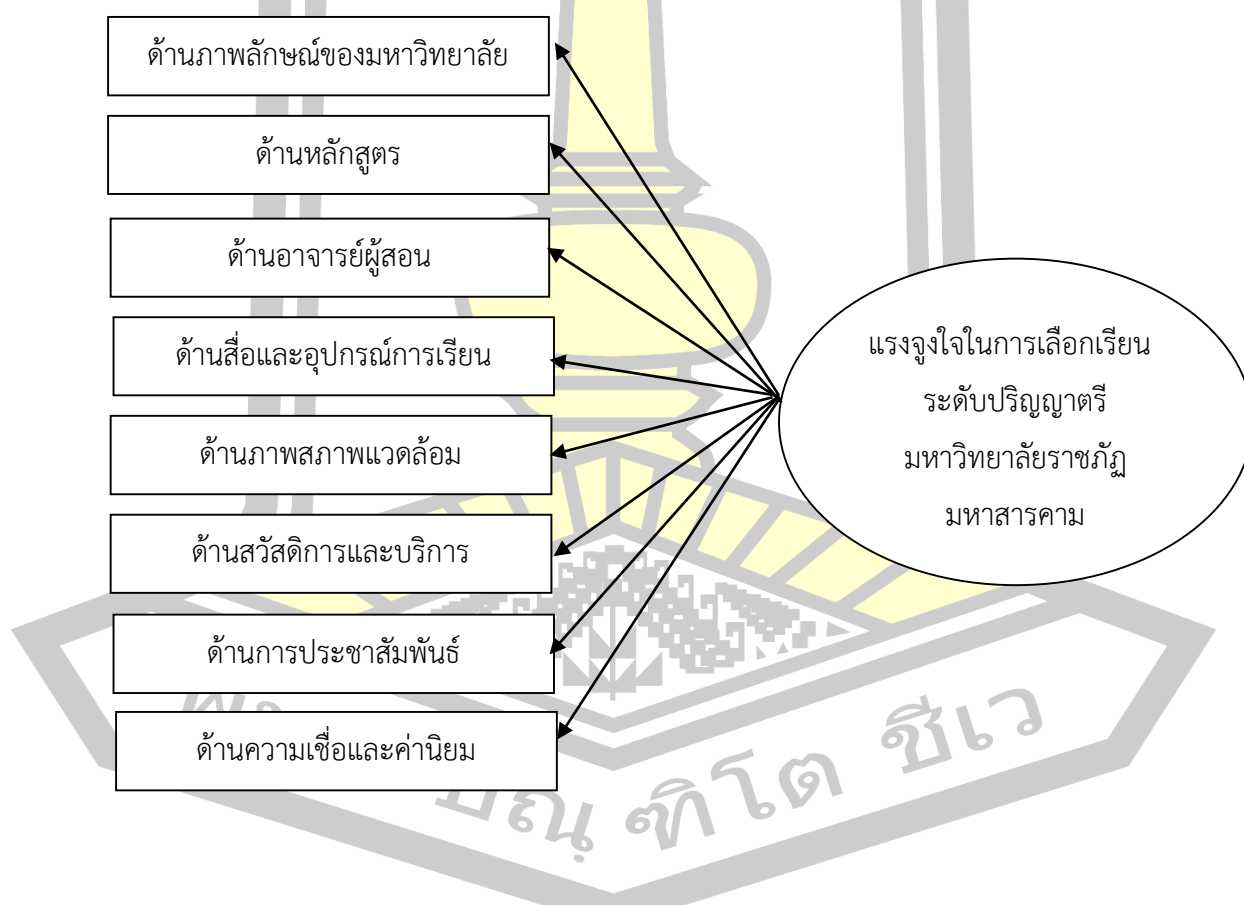 ด้านภาพลักษณ์ของมหาวิทยาลัย
ด้านหลักสูตร
ด้านอาจารย์ผู้สอน
ด้านสื่อและอุปกรณ์การเรียน
ด้านภาพสภาพแวดล้อม
ด้านสวัสดิการและบริการ
ด้านการประชาสัมพันธ์
ด้านความเชื่อและค่านิยม
แรงจูงใจในการเลือกเรียน
ระดับปริญญาตรี
มหาวิทยาลัยราชภัฏ
มหาสารคาม
ปณฺ ฑิโต ชีเว